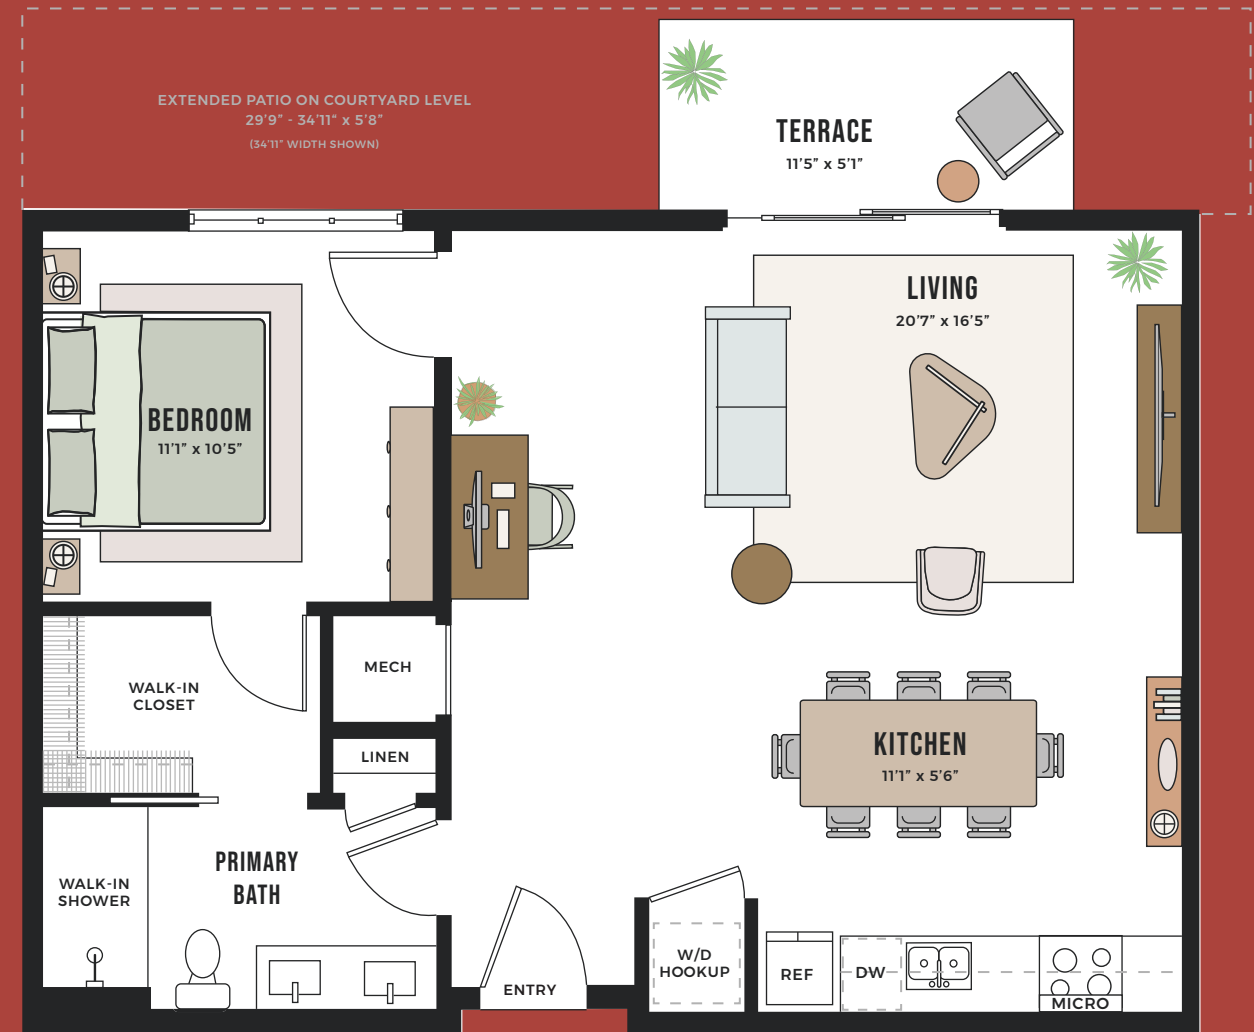 EXTENDED PATIO ON COURTYARD LEVEL
29’9” - 34’11“ x 5’8”
(34’11” WIDTH SHOWN)
TERRACE
11’5” x 5’1”
LIVING
20’7” x 16’5”
BEDROOM
11’1” x 10’5”
MECH
WALK-IN
CLOSET
LINEN
KITCHEN
11’1” x 5’6”
PRIMARY
BATH
WALK-IN
SHOWER
W/D
HOOKUP
REF
DW
MICRO
ENTRY